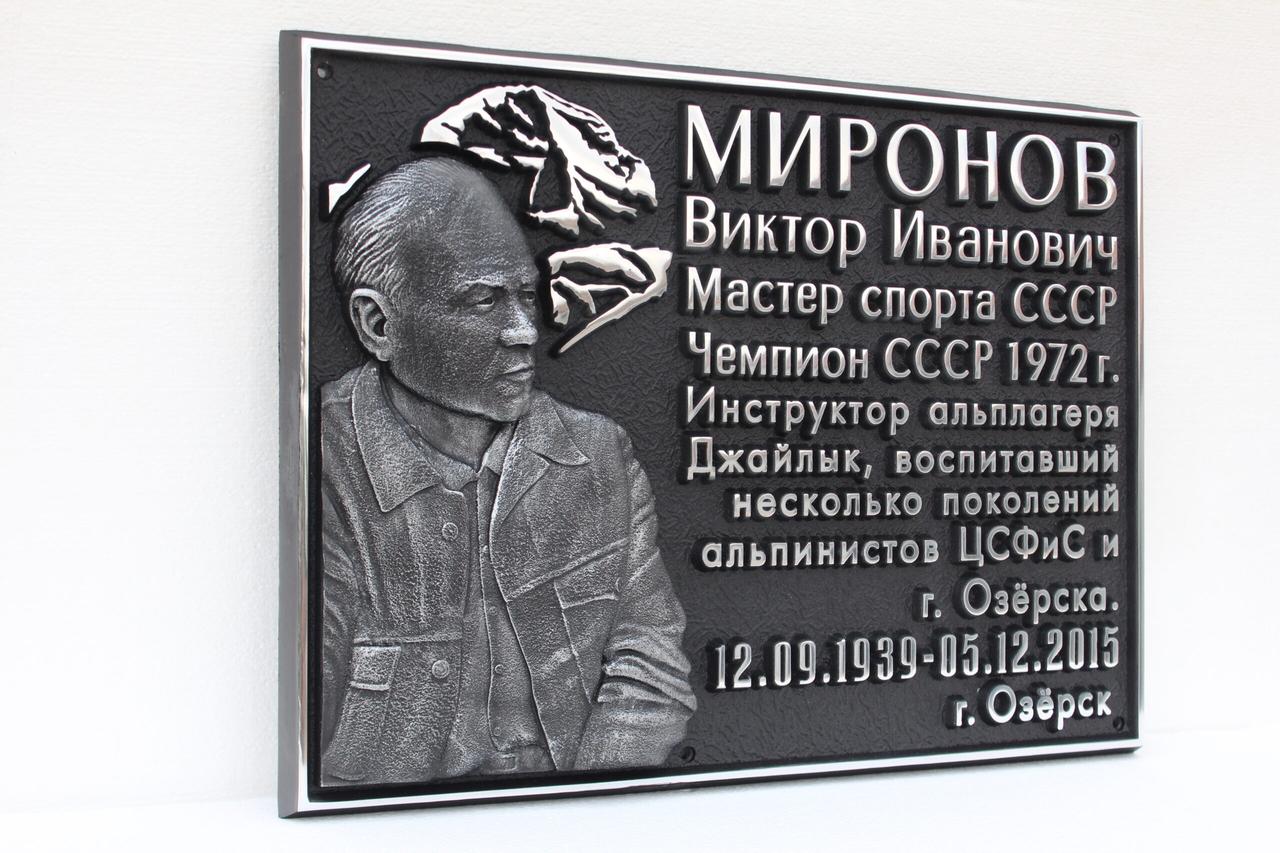 МИРОНОВ
Виктор Иванович
Мастер спорта СССР
Чемпион СССР 1972 г.
Инструктор альплагеря
Джайлык, воспитавший
несколько поколений
альпинистов ЦСФиС и
г. Озёрска.
12.09.1939-05.12.2015
г. Озёрск